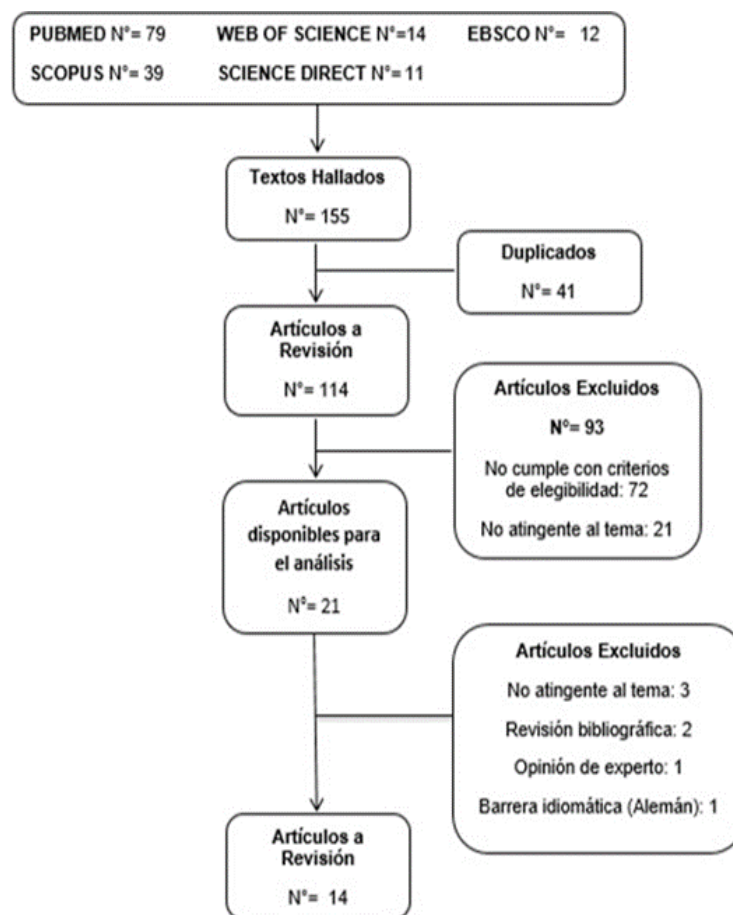 PUBMED N°= 79 WEB OF SCIENCE N°=14 EBSCO N°= 12
SCOPUS N°= 39 SCIENCE DIRECT N°= 11
Textos Hallados
N°= 155
Duplicados
N°= 41
Artículos a
Revisión
N°= 114
Artículos Excluidos
Nº= 93
No cumple con criterios
de elegibilidad: 72
No atingente al tema: 21
Artículos
disponibles para
el análisis
Nº= 21
Artículos Excluidos
No atingente al tema: 3
Revisión bibliográfica: 2
Opinión de experto: 1
Barrera idiomática (Alemán): 1
Artículos a
Revisión
N°= 14